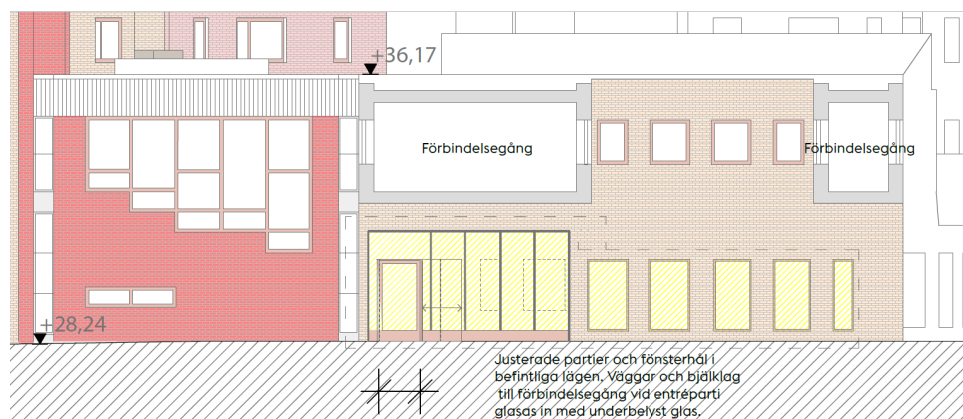 +36,17
Förbindelsegång
Förbindelsegång
+28,24
Justerade partier och fönsterhål i
befintliga lägen. Väggar och bjälklag
till förbindelsegång vid entréparti
glasas in med underbelyst glas.